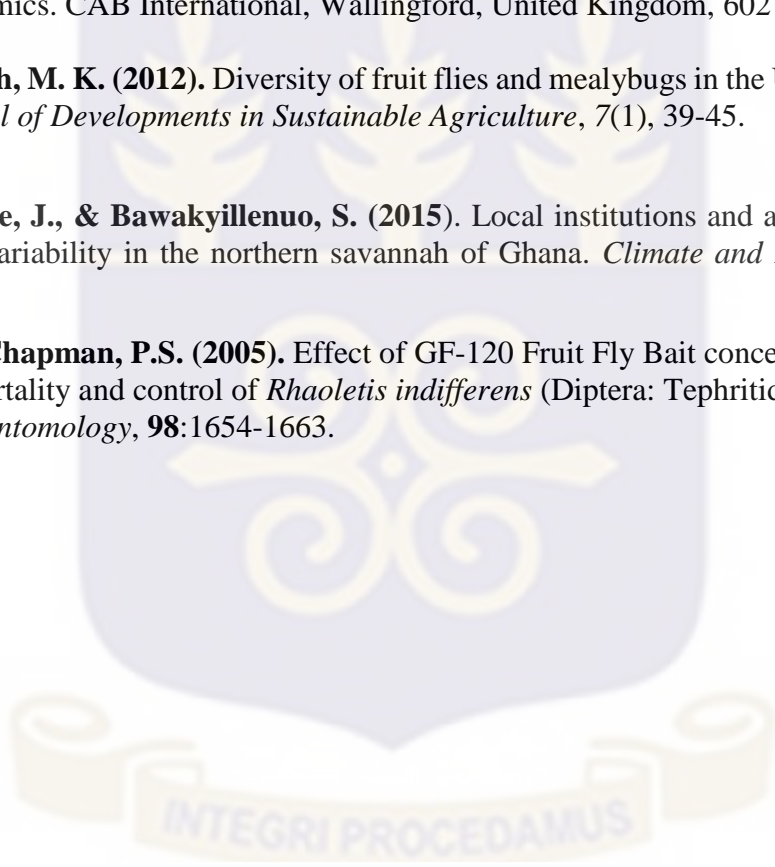 mics. CAB International, Wallingford, United Kingdom, 602
h, M. K. (2012). Diversity of fruit flies and mealybugs in the
l of Developments in Sustainable Agriculture, 7(1), 39-45.
e, J., & Bawakyillenuo, S. (2015). Local institutions and a
ariability in the northern savannah of Ghana. Climate and
Chapman, P.S. (2005). Effect of GF-120 Fruit Fly Bait conce
rtality and control of Rhaoletis indifferens (Diptera: Tephritic
ntomology, 98:1654-1663.
INTEGRI PROCEDAMUS